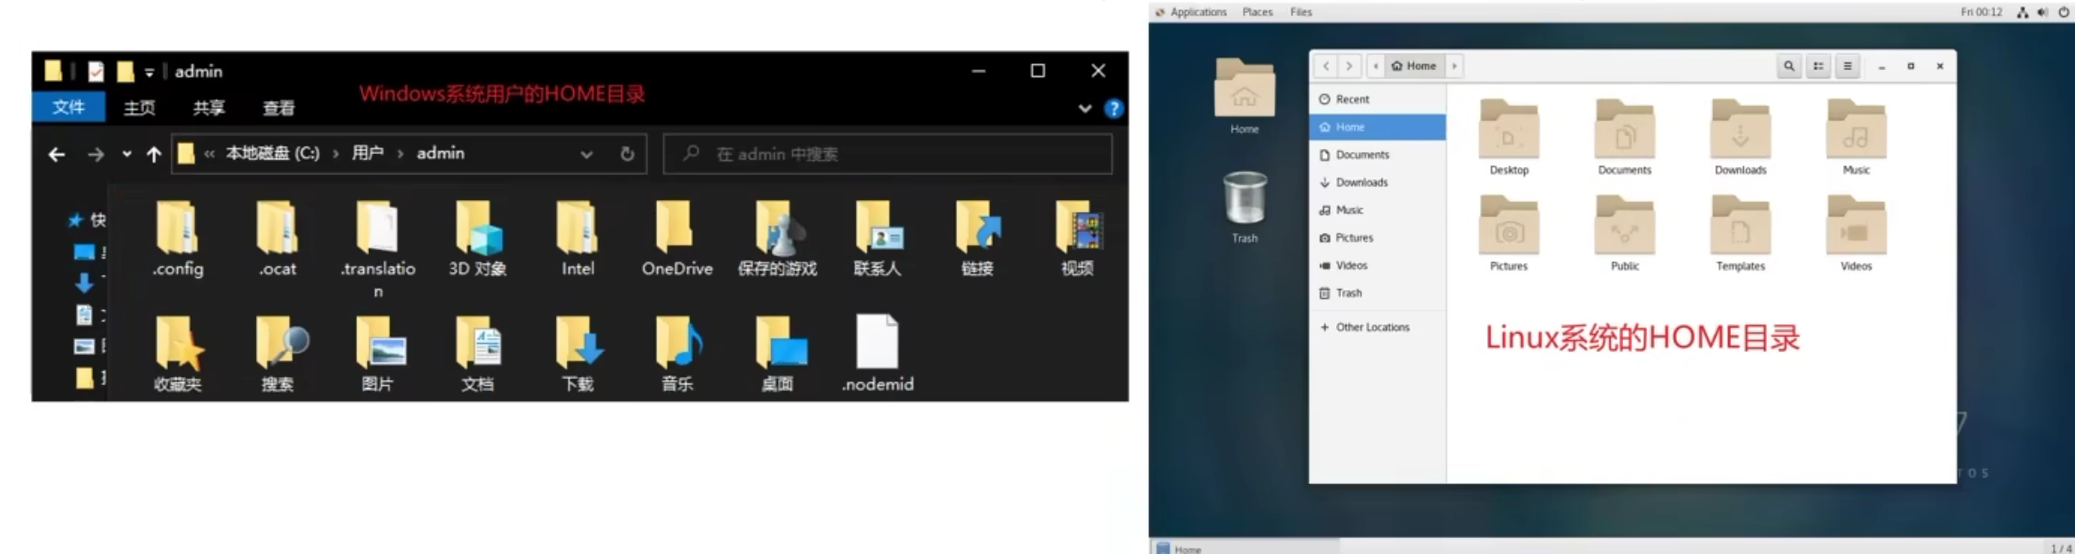 admin
Windows系统用户的HOME目录
文件 主页 共享 查看
« 本地磁盘 (C:) › 用户 › admin
在 admin 中搜索
快
.config .ocat .translatio
n
3D 对象 Intel OneDrive 保存的游戏 联系人 链接 视频
收藏夹 搜索 图片 文档 下载 音乐 桌面 .nodemid
Applications Places Files
Fri 00:12
Home
Trash
Home
Recent
Home
Documents
Downloads
Music
Pictures
Videos
Trash
+ Other Locations
Desktop Documents Downloads Music
Pictures Public Templates Videos
Linux系统的HOME目录
7
Home
1 / 4